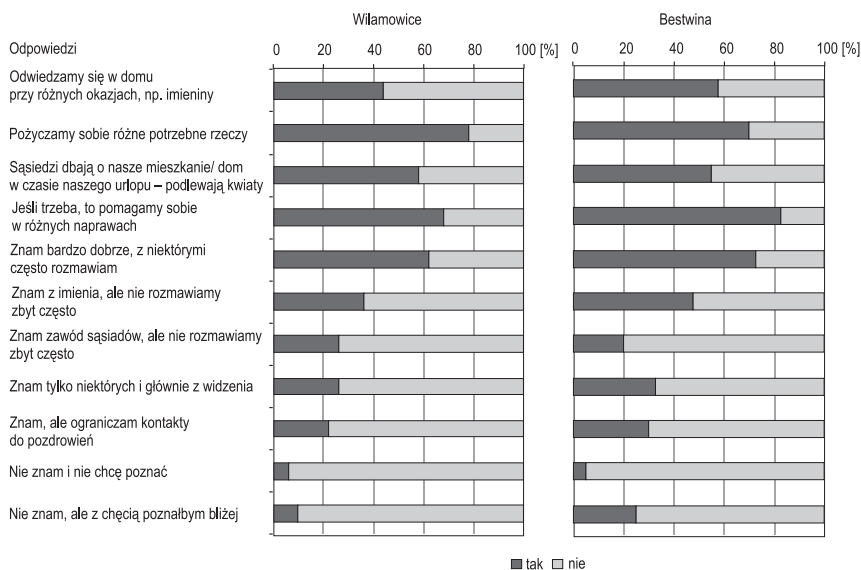 Wilamowice
Bestwina
Odpowiedzi
0 20 40 60 80 100 [%]
0 20 40 60 80 100 [%]
Odwiedzamy się w domu
przy różnych okazjach, np. imieniny
Pożyczamy sobie różne potrzebne rzeczy
Sąsiedzi dbają o nasze mieszkanie/ dom
w czasie naszego urlopu – podlewają kwiaty
Jeśli trzeba, to pomagamy sobie
w różnych naprawach
Znam bardzo dobrze, z niektórymi
często rozmawiam
Znam z imienia, ale nie rozmawiamy
zbyt często
Znam zawód sąsiadów, ale nie rozmawiamy
zbyt często
Znam tylko niektórych i głównie z widzenia
Znam, ale ograniczam kontakty
do pozdrowień
Nie znam i nie chcę poznać
Nie znam, ale z chęcią poznałbym bliżej
tak nie